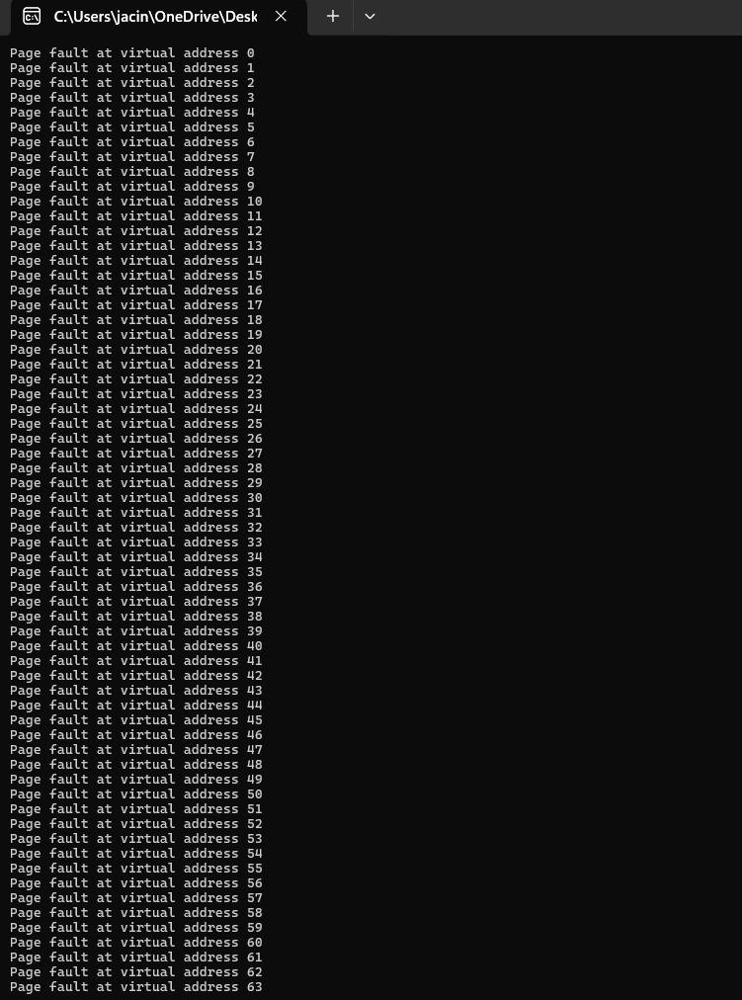 C:\Users\jacin\OneDrive\Desk
Page fault at virtual address 0
Page fault at virtual address 1
Page fault at virtual address 2
Page fault at virtual address 3
Page fault at virtual address 4
Page fault at virtual address 5
Page fault at virtual address 6
Page fault at virtual address 7
Page fault at virtual address 8
Page fault at virtual address 9
Page fault at virtual address 10
Page fault at virtual address 11
Page fault at virtual address 12
Page fault at virtual address 13
Page fault at virtual address 14
Page fault at virtual address 15
Page fault at virtual address 16
Page fault at virtual address 17
Page fault at virtual address 18
Page fault at virtual address 19
Page fault at virtual address 20
Page fault at virtual address 21
Page fault at virtual address 22
Page fault at virtual address 23
Page fault at virtual address 24
Page fault at virtual address 25
Page fault at virtual address 26
Page fault at virtual address 27
Page fault at virtual address 28
Page fault at virtual address 29
Page fault at virtual address 30
Page fault at virtual address 31
Page fault at virtual address 32
Page fault at virtual address 33
Page fault at virtual address 34
Page fault at virtual address 35
Page fault at virtual address 36
Page fault at virtual address 37
Page fault at virtual address 38
Page fault at virtual address 39
Page fault at virtual address 40
Page fault at virtual address 41
Page fault at virtual address 42
Page fault at virtual address 43
Page fault at virtual address 44
Page fault at virtual address 45
Page fault at virtual address 46
Page fault at virtual address 47
Page fault at virtual address 48
Page fault at virtual address 49
Page fault at virtual address 50
Page fault at virtual address 51
Page fault at virtual address 52
Page fault at virtual address 53
Page fault at virtual address 54
Page fault at virtual address 55
Page fault at virtual address 56
Page fault at virtual address 57
Page fault at virtual address 58
Page fault at virtual address 59
Page fault at virtual address 60
Page fault at virtual address 61
Page fault at virtual address 62
Page fault at virtual address 63